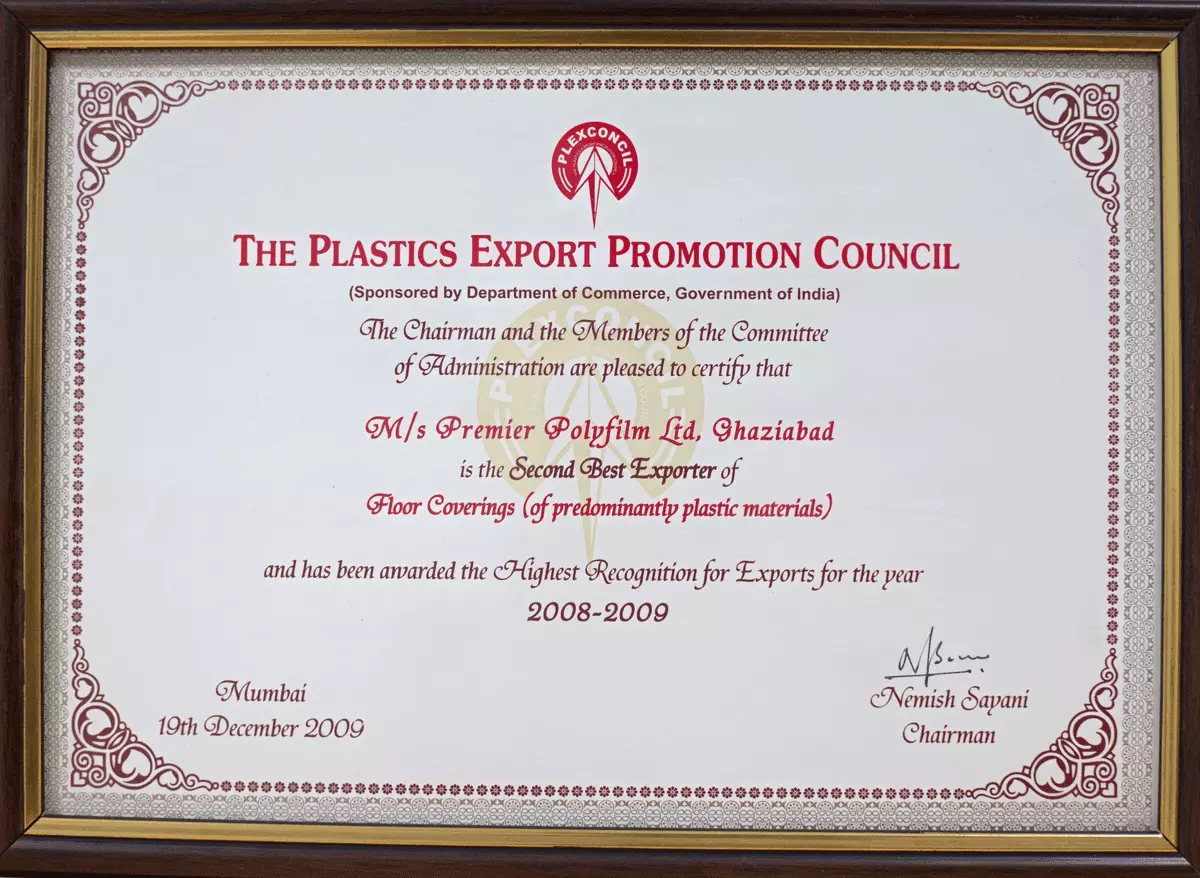 PLEXCONCIL
THE PLASTICS EXPORT PROMOTION COUNCIL
(Sponsored by Department of Commerce, Government of India)
The Chairman and the Members of the Committee
of Administration are pleased to certify that
M/s Premier Polyfilm Ltd, Ghaziabad
is the Second Best Exporter of
Floor Coverings (of predominantly plastic materials)
and has been awarded the Highest Recognition for Exports for the year
2008-2009
Mumbai
19th December 2009
Nemish Sayani
Chairman